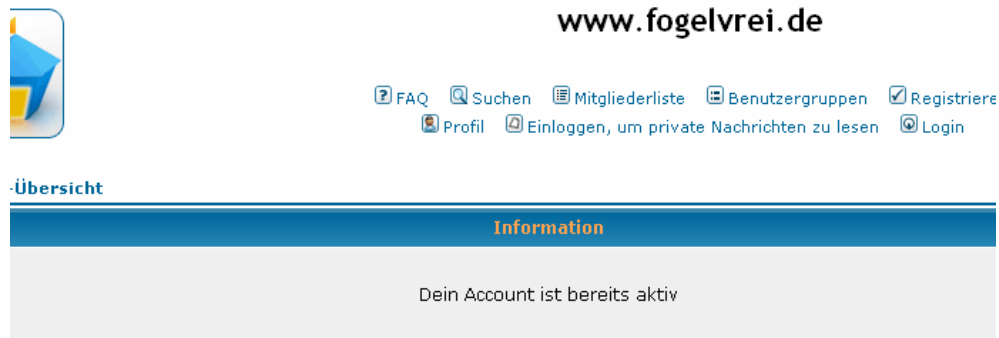 www.fogelvrei.de
FAQ Suchen Mitgliederliste Benutzergruppen Registriere
Profil Einloggen, um private Nachrichten zu lesen Login
-Übersicht
Information
Dein Account ist bereits aktiv